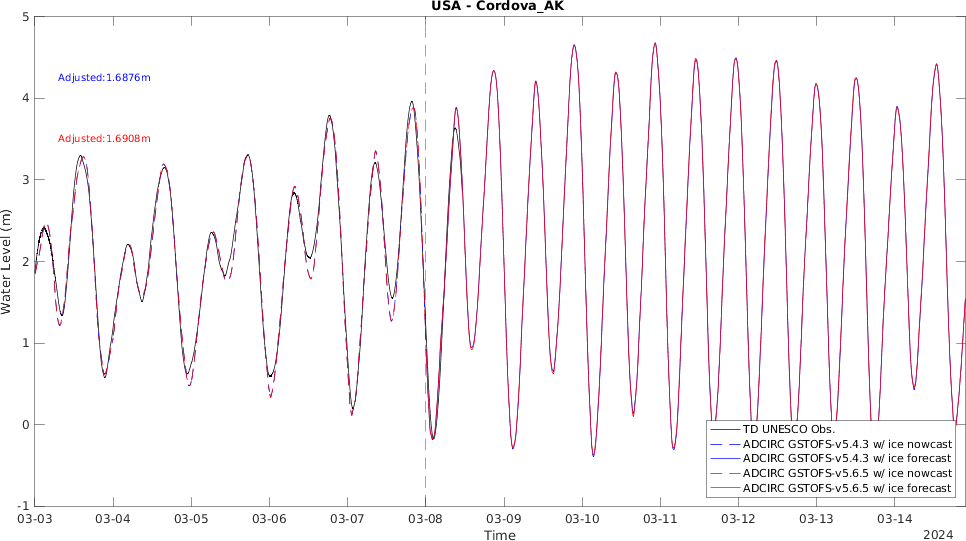 USA - Cordova_AK
5
Adjusted:1.6876m
4
Adjusted:1.6908m
3
2
Water Level (m)
1
0
TD UNESCO Obs.
ADCIRC GSTOFS-v5.4.3 w/ ice nowcast
ADCIRC GSTOFS-v5.4.3 w/ ice forecast
ADCIRC GSTOFS-v5.6.5 w/ ice nowcast
ADCIRC GSTOFS-v5.6.5 w/ ice forecast
-1
03-03 03-04 03-05 03-06 03-07 03-08 03-09 03-10 03-11 03-12 03-13 03-14
Time
2024